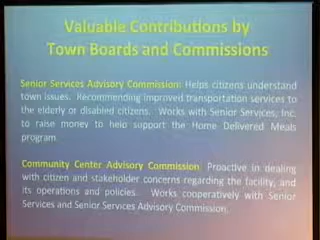 Valuable Contributions by
Town Boards and Commissions
Senior Services Advisory Commission: Helps citizens understand
town issues. Recommending improved transportation services to
the elderly or disabled citizens. Works with Senior Services, Inc.
to raise money to help support the Home Delivered Meals
program.
Community Center Advisory Commission: Proactive in dealing
with citizen and stakeholder concerns regarding the facility, and
its operations and policies. Works cooperatively with Senior
Services and Senior Services Advisory Commission.